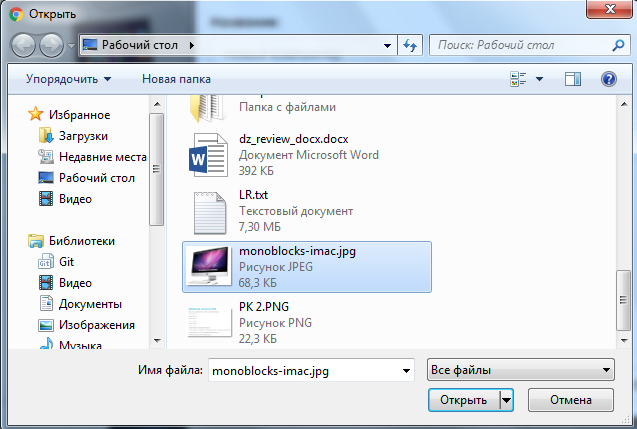 Открыть
Рабочий стол
Поиск: Рабочий стол
Упорядочить
Новая папка
Избранное
Загрузки
Недавние места
Рабочий стол
Видео
Библиотеки
Git
Видео
Документы
Изображения
Музыка
Папка с файлами
dz_review_docx.docx
Документ Microsoft Word
392 КБ
LR.txt
Текстовый документ
7,30 МБ
monoblocks-imac.jpg
Рисунок JPEG
68,3 КБ
PK 2.PNG
Рисунок PNG
22,3 КБ
Имя файла:
monoblocks-imac.jpg
Все файлы
Открыть
Отмена